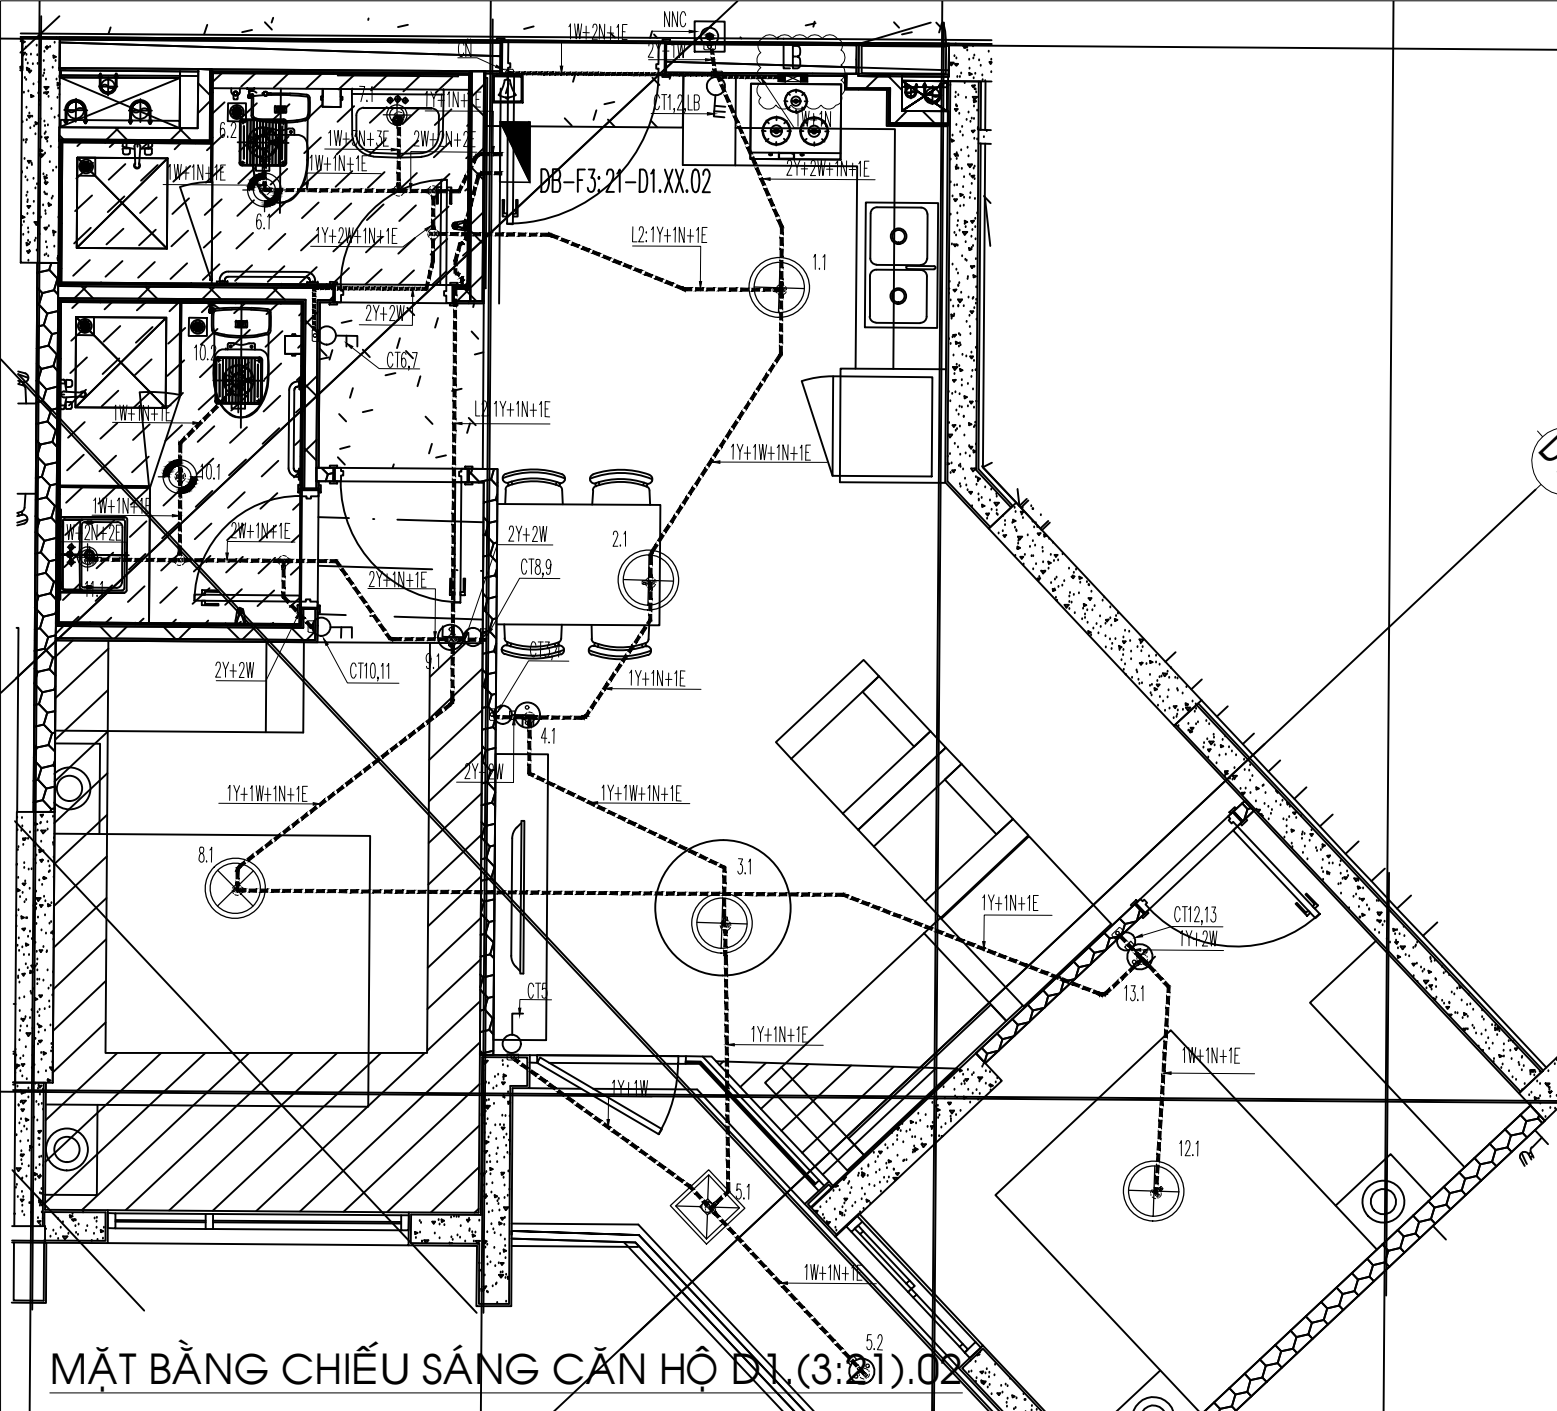 NNC
1W+2N+1E
CN
2Y+1W
LB
7.1
1Y+1N+1E
CT1,2,LB
1W+1N
6.2
1W+3N+3E
2W+2N+2E
1W+1N+1E
1W+1N+1E
DB-F3:21-D1.XX.02
2Y+2W+1N+1E
6.1
1Y+2W+1N+1E
L2:1Y+1N+1E
1.1
2Y+2W
10.2
CT6,7
1W+1N+1E
L2:1Y+1N+1E
1Y+1W+1N+1E
10.1
1W+1N+1E
2W+1N+1E
2Y+2W
2.1
W+2N+2E
CT8,9
11.1
2Y+1N+1E
9.1
2Y+2W
CT10,11
1Y+1N+1E
4.1
2Y+2W
1Y+1W+1N+1E
1Y+1W+1N+1E
8.1
3.1
1Y+1N+1E
CT12,13
1Y+2W
CT5
13.1
1Y+1N+1E
1W+1N+1E
1Y+1W
12.1
5.1
1W+1N+1E
5.2
MẶT BẰNG CHIẾU SÁNG CĂN HỘ D1.(3:21).02